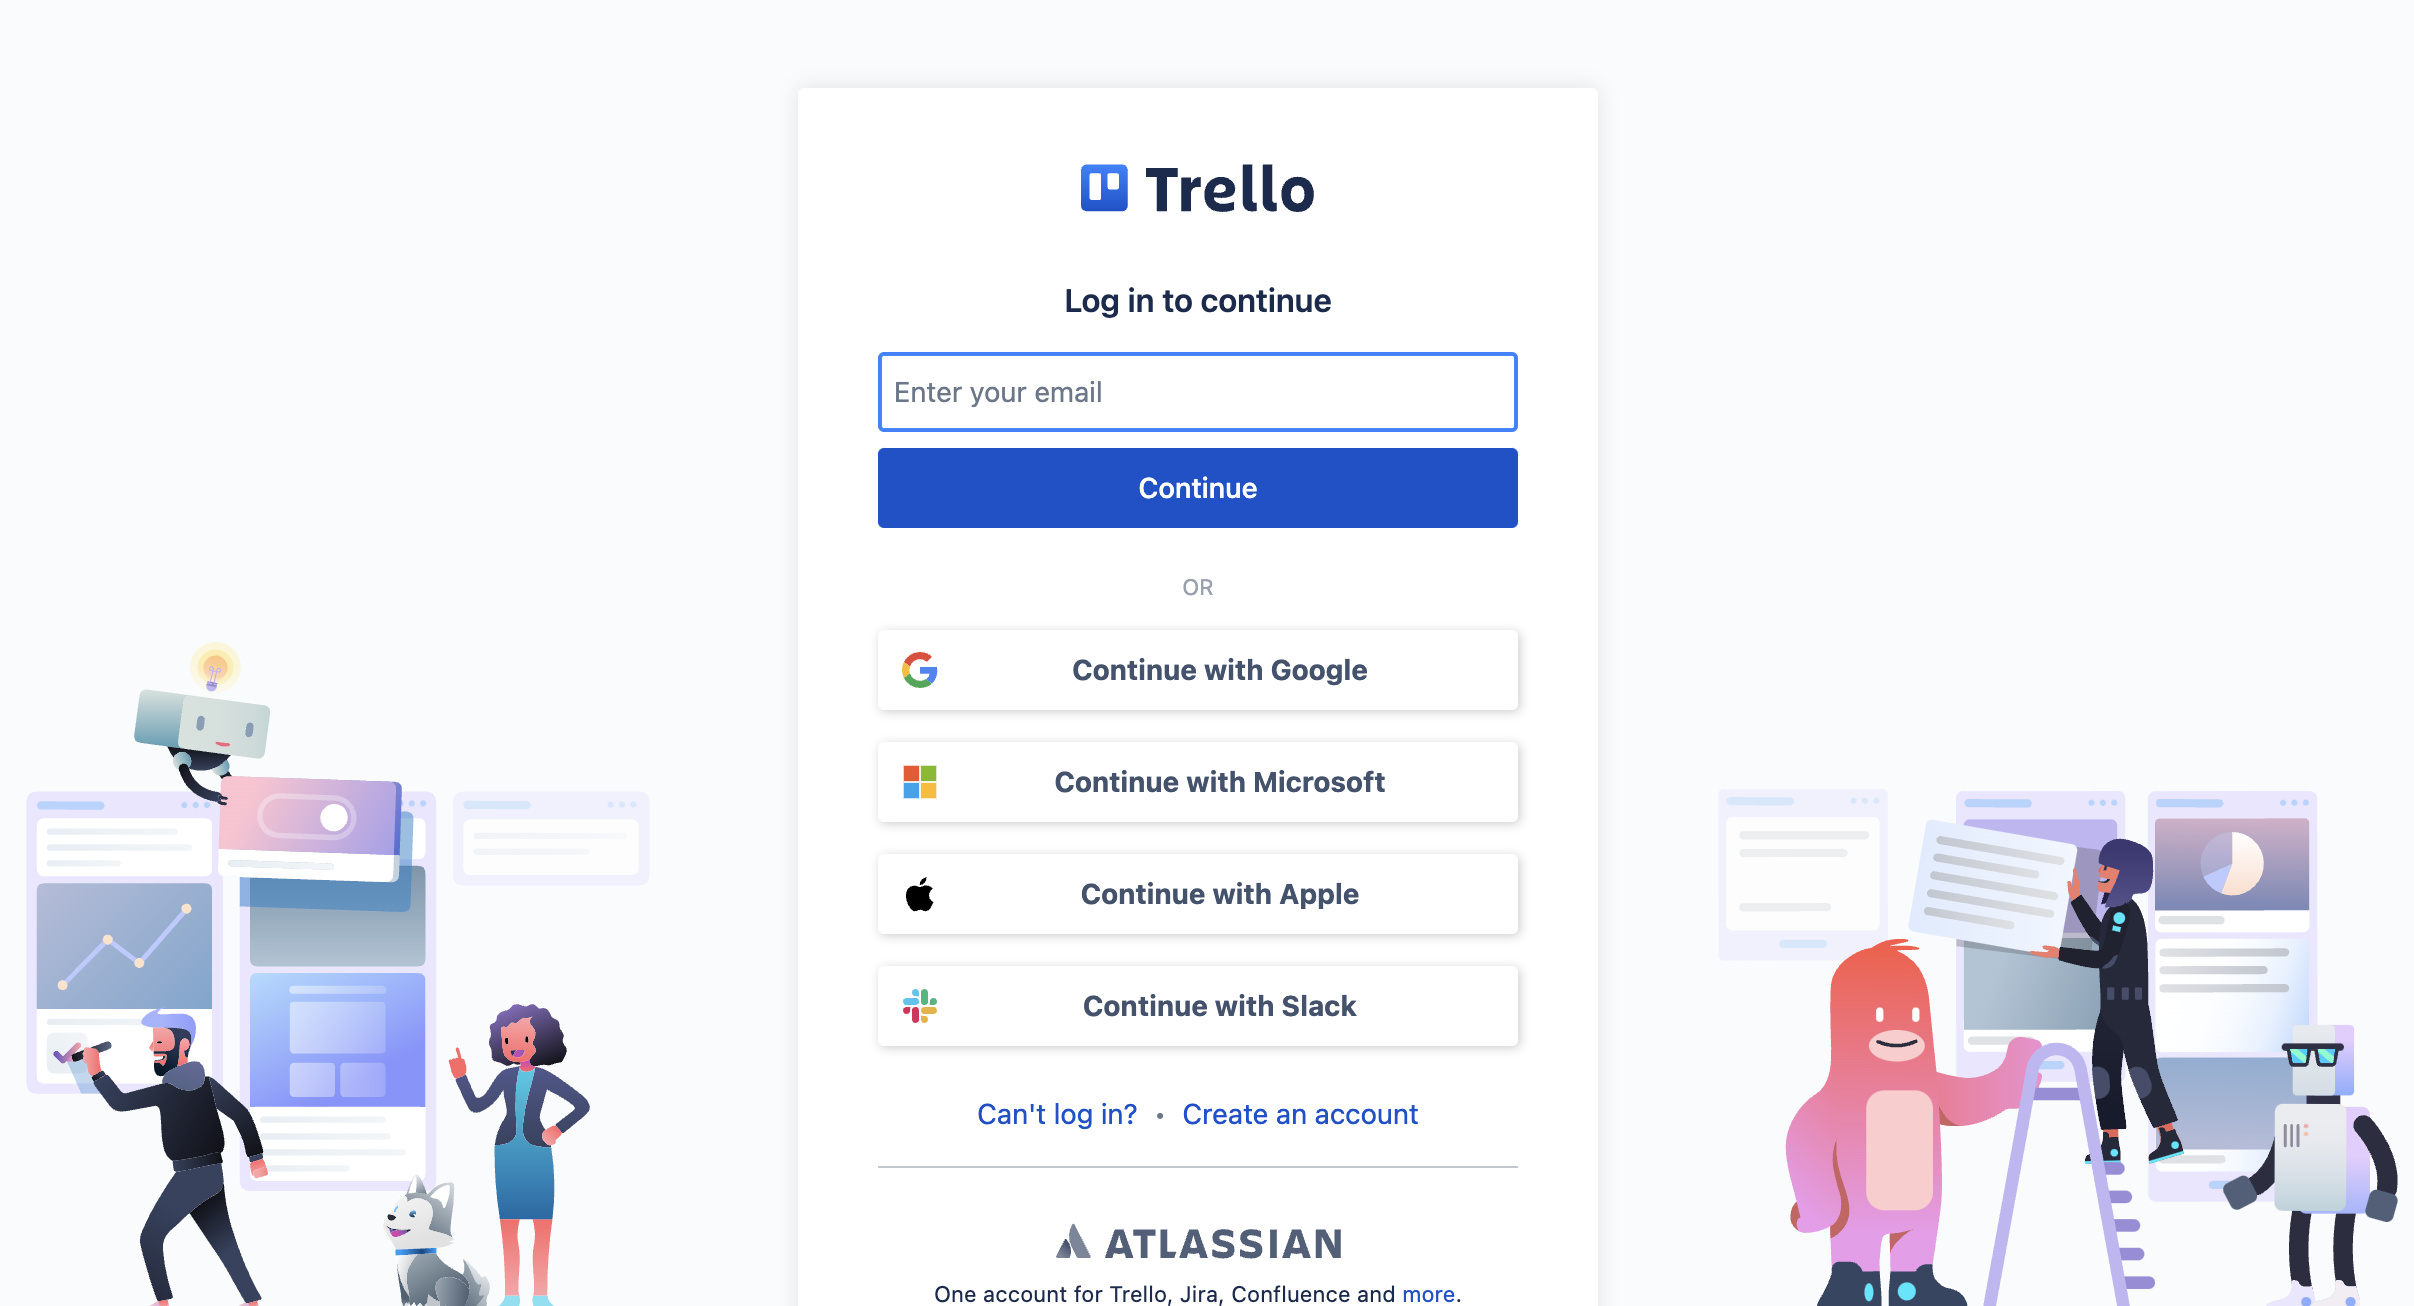 Trello
Log in to continue
Enter your email
Continue
OR
Continue with Google
Continue with Microsoft
Continue with Apple
Continue with Slack
Can't log in? • Create an account
ATLASSIAN
One account for Trello, Jira, Confluence and more.